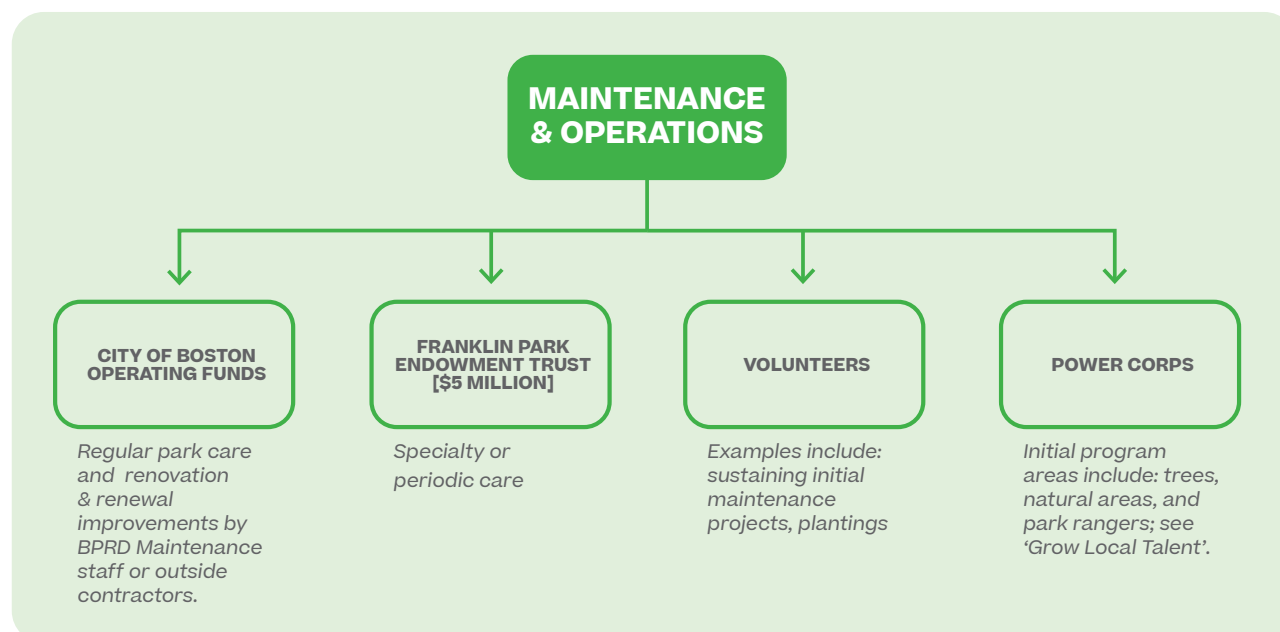 MAINTENANCE
& OPERATIONS
CITY OF BOSTON
OPERATING FUNDS
Regular park care
and renovation
& renewal
improvements by
BPRD Maintenance
staff or outside
contractors.
FRANKLIN PARK
ENDOWMENT TRUST
[$5 MILLION]
Specialty or
periodic care
VOLUNTEERS
Examples include:
sustaining initial
maintenance
projects, plantings
POWER CORPS
Initial program
areas include: trees,
natural areas, and
park rangers; see
‘Grow Local Talent’.